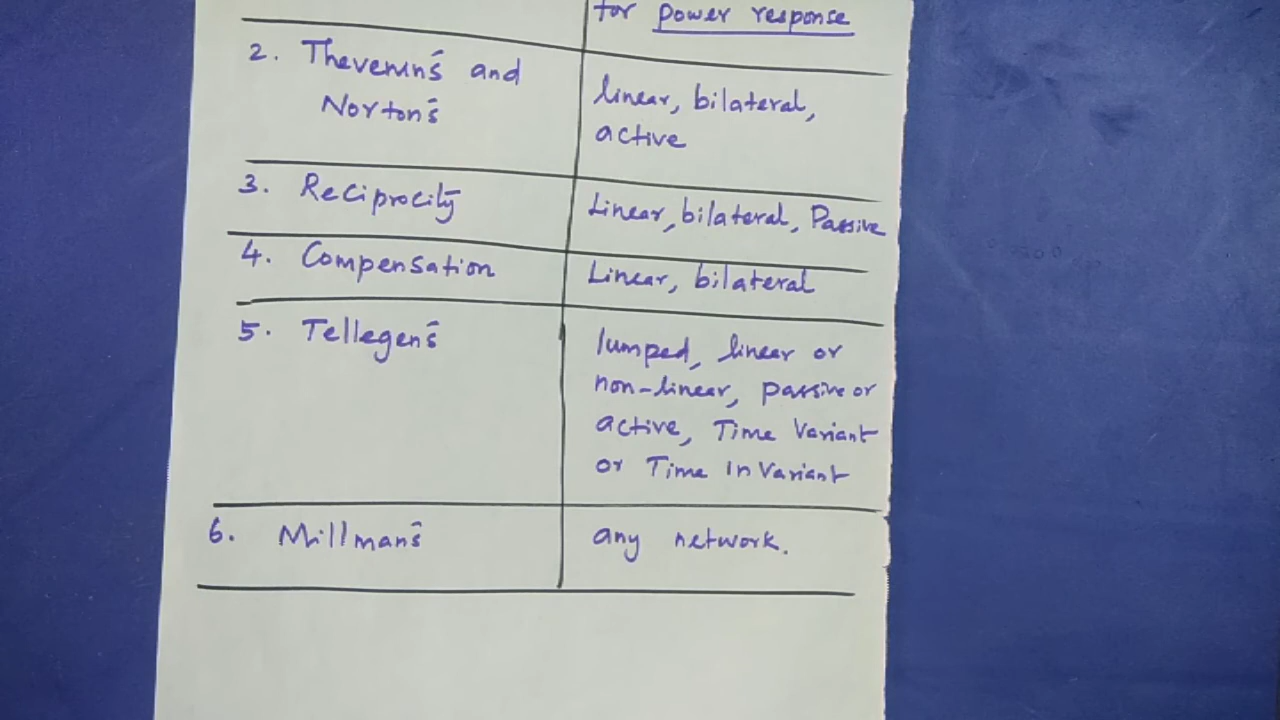 for power response
2. Thevenin's and
Norton's
linear, bilateral,
active
3. Reciprocity
Linear, bilateral, Passive
4. Compensation
Linear, bilateral
5. Tellegen's
lumped, linear or
non-linear, passive or
active, Time Variant
or Time InVariant
6. Millman's
any network.